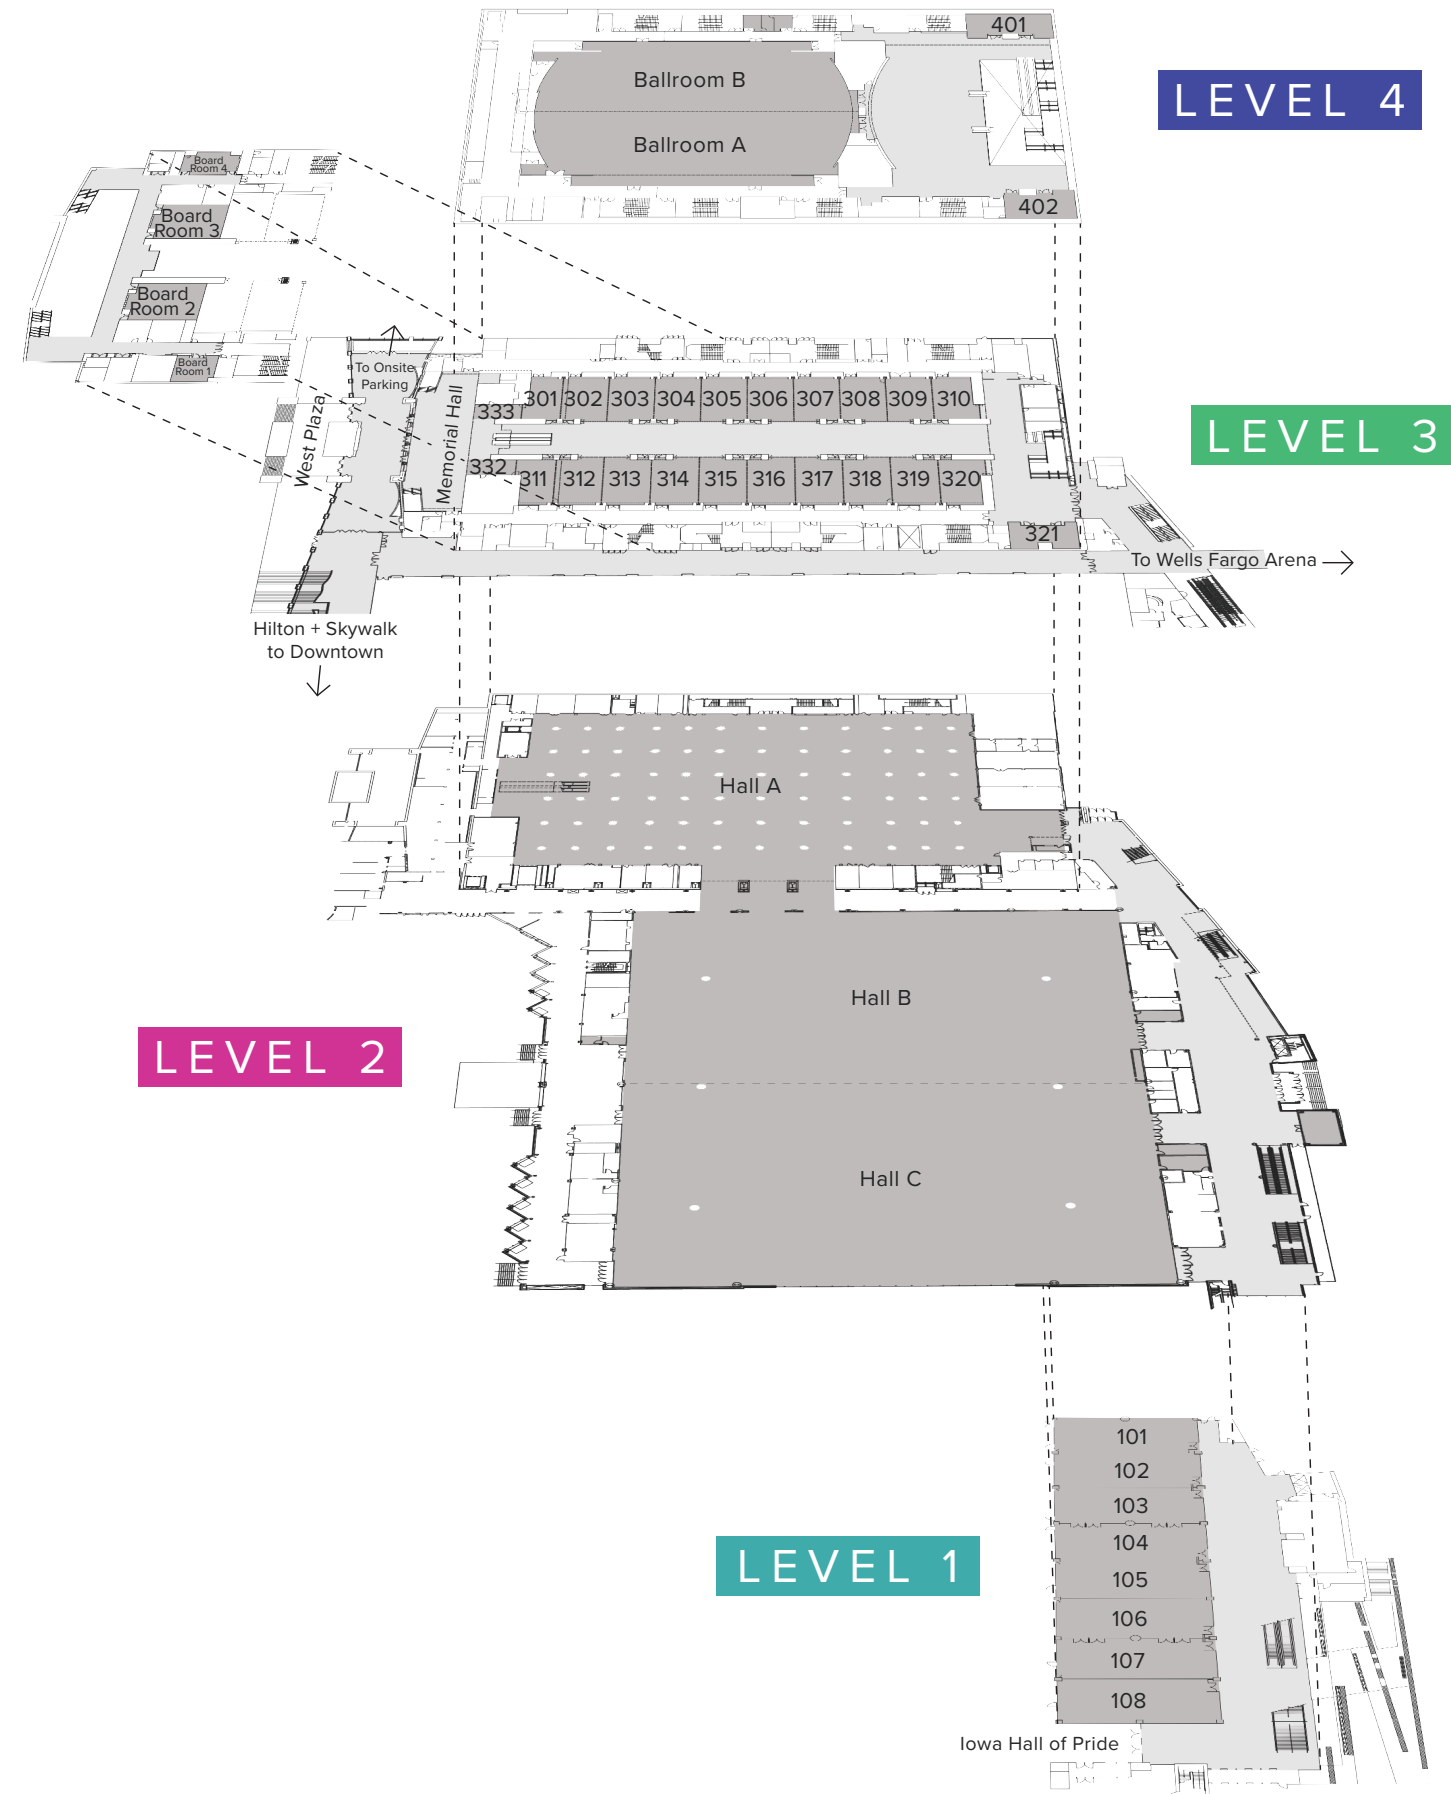 401
Ballroom B
LEVEL 4
Ballroom A
402
Board
Room 4
Board
Room 3
Board
Room 2
Board
Room 1
To Onsite
Parking
West Plaza
Memorial Hall
333
301 302 303 304 305 306 307 308 309 310
LEVEL 3
332
311 312 313 314 315 316 317 318 319 320
321
To Wells Fargo Arena
Hilton + Skywalk
to Downtown
Hall A
Hall B
LEVEL 2
Hall C
101
102
103
104
LEVEL 1
105
106
107
108
Iowa Hall of Pride